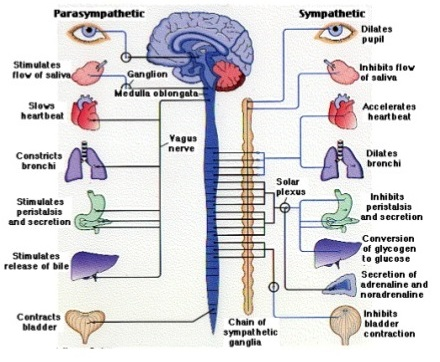 Parasympathetic
Sympathetic
Dilates
pupil
Stimulates
flow of saliva
Ganglion
Medulla oblongata
Inhibits flow
of saliva
Slows
heartbeat
Accelerates
heartbeat
Vagus
nerve
Constricts
bronchi
Dilates
bronchi
Solar
plexus
Stimulates
peristalsis
and secretion
Inhibits
peristalsis
and secretion
Stimulates
release of bile
Conversion
of glycogen
to glucose
Secretion of
adrenaline and
noradrenaline
Contracts
bladder
Chain of
sympathetic
ganglia
Inhibits
bladder
contraction